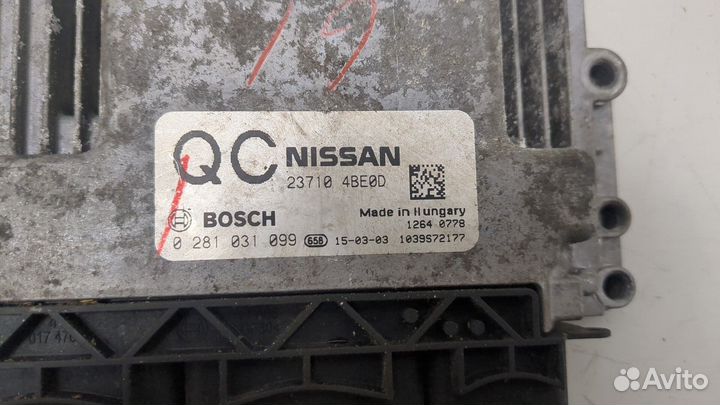 19
QC NISSAN
23710 4BE0D
BOSCH Made in Hungary
1264 0778
0 281 031 099 658 15-03-03 1039S72177
Avito